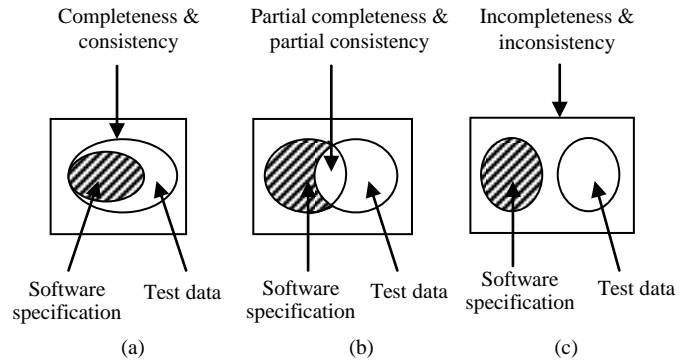 Completeness &
consistency
Partial completeness &
partial consistency
Incompleteness &
inconsistency
Software
specification
Test data
Software
specification
Test data
Software
specification
Test data
(a)
(b)
(c)